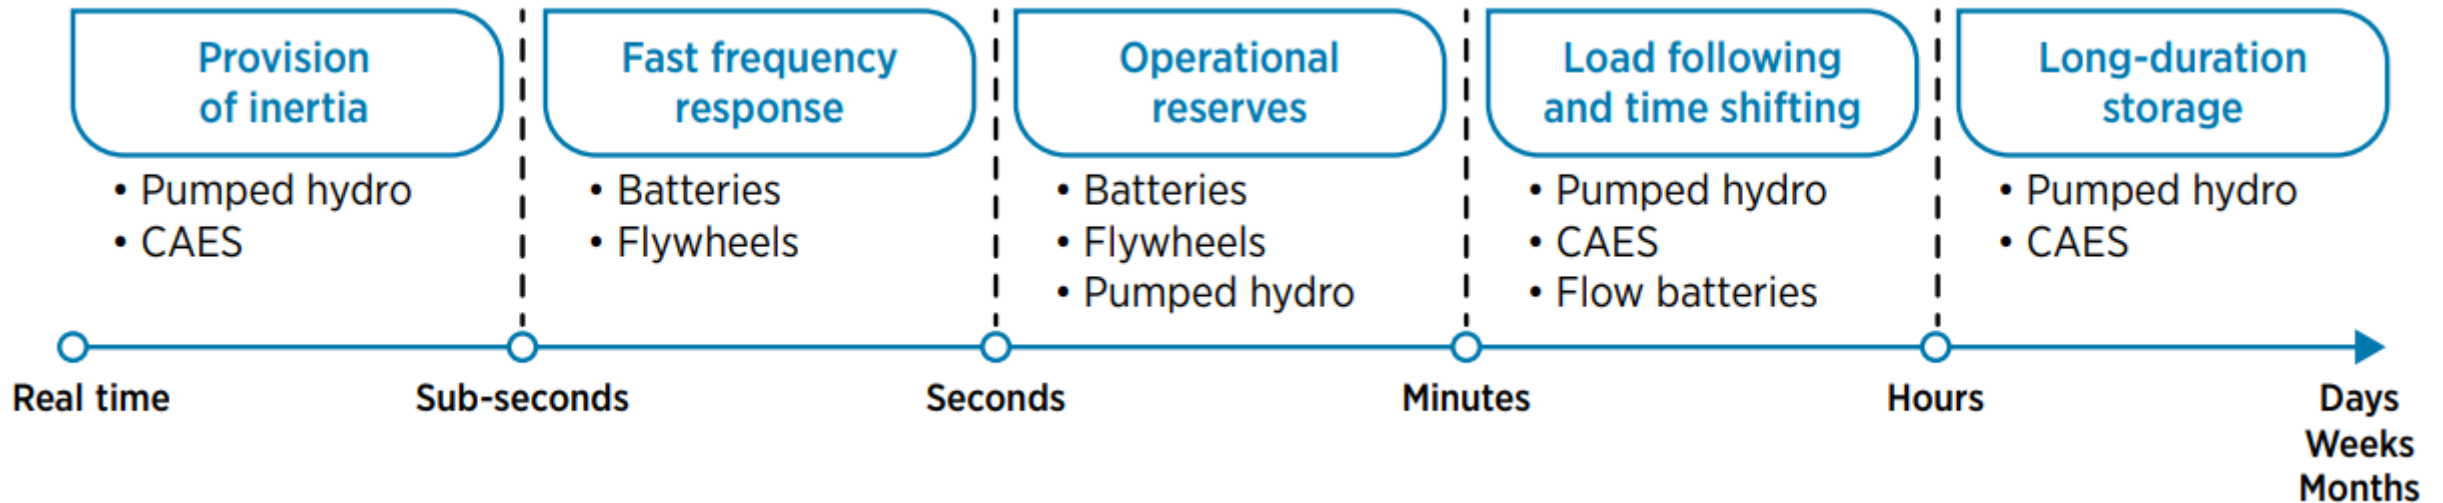 Provision
of inertia
• Pumped hydro
• CAES
Fast frequency
response
• Batteries
• Flywheels
Operational
reserves
• Batteries
• Flywheels
• Pumped hydro
Load following
and time shifting
• Pumped hydro
• CAES
• Flow batteries
Long-duration
storage
• Pumped hydro
• CAES
Real time
Sub-seconds
Seconds
Minutes
Hours
Days
Weeks
Months